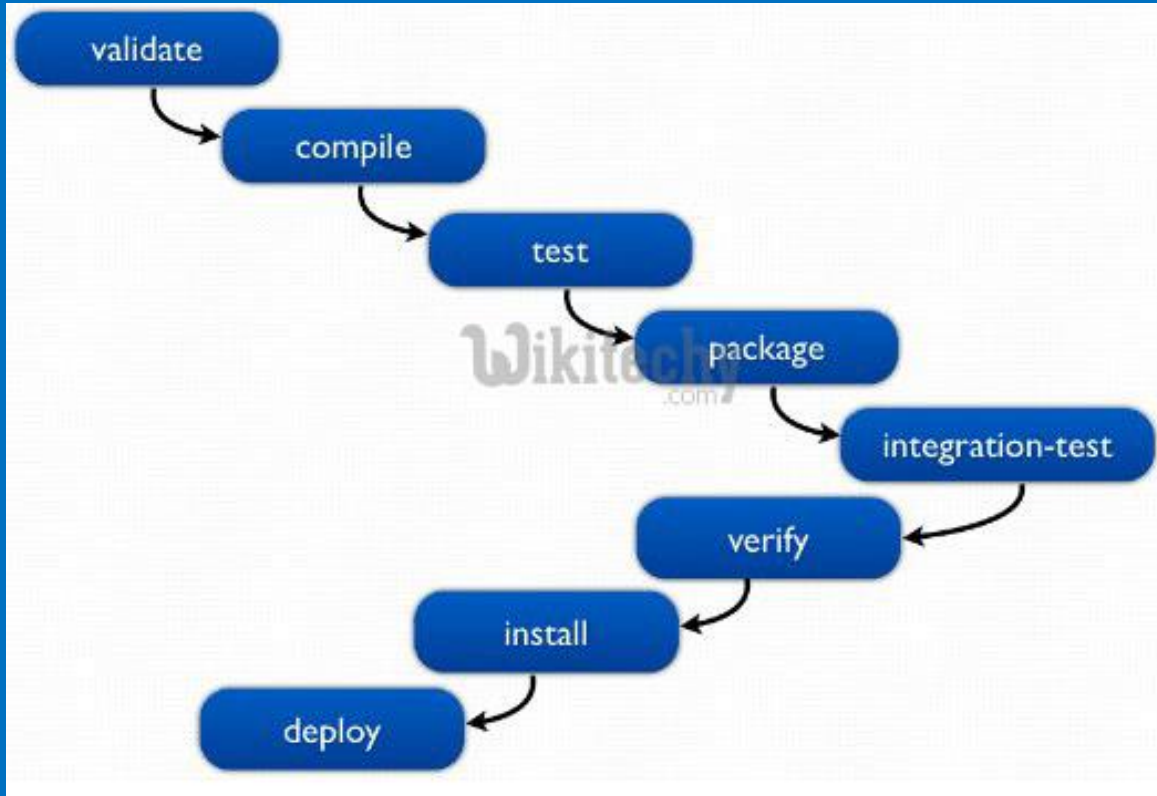 validate
compile
test
package
Wikitechy
.com
integration-test
verify
install
deploy